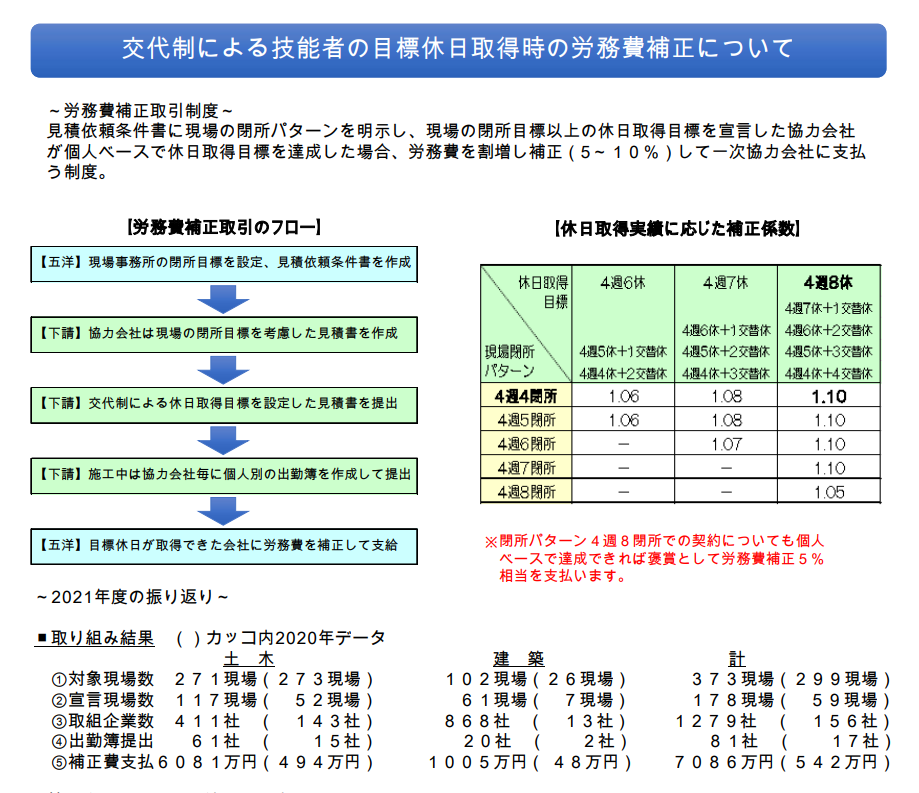 交代制による技能者の目標休日取得時の労務費補正について
～労務費補正取引制度～
見積依頼条件書に現場の閉所パターンを明示し、現場の閉所目標以上の休日取得目標を宣言した協力会社
が個人ベースで休日取得目標を達成した場合、労務費を割増し補正（5～１０％）して一次協力会社に支払
う制度。
【労務費補正取引のフロー】
【五洋】現場事務所の閉所目標を設定、見積依頼条件書を作成
【下請】協力会社は現場の閉所目標を考慮した見積書を作成
【下請】交代制による休日取得目標を設定した見積書を提出
【下請】施工中は協力会社毎に個人別の出勤簿を作成して提出
【五洋】目標休日が取得できた会社に労務費を補正して支給
【休日取得実績に応じた補正係数】
休日取得 4週6休 4週7休 4週8休
目標 4週7休+1交替休
4週6休+1交替休 4週6休+2交替休
現場閉所 4週5休+1交替休 4週5休+2交替休 4週5休+3交替休
パターン 4週4休+2交替休 4週4休+3交替休 4週4休+4交替休
4週4閉所 1.06 1.08 1.10
4週5閉所 1.06 1.08 1.10
4週6閉所 － 1.07 1.10
4週7閉所 － － 1.10
4週8閉所 － － 1.05
※閉所パターン４週８閉所での契約についても個人
ベースで達成できれば褒賞として労務費補正５％
相当を支払います。
～2021年度の振り返り～
■取り組み結果 （ ）カッコ内2020年データ
土 木 建 築 計
①対象現場数 ２７１現場（２７３現場） １０２現場（２６現場） ３７３現場（２９９現場）
②宣言現場数 １１７現場（ ５２現場） ６１現場（ ７現場） １７８現場（ ５９現場）
③取組企業数 ４１１社 （ １４３社） ８６８社 （ １３社） １２７９社 （ １５６社）
④出勤簿提出 ６１社 （ １５社） ２０社 （ ２社） ８１社 （ １７社）
⑤補正費支払６０８１万円（４９４万円） １００５万円（４８万円） ７０８６万円（５４２万円）